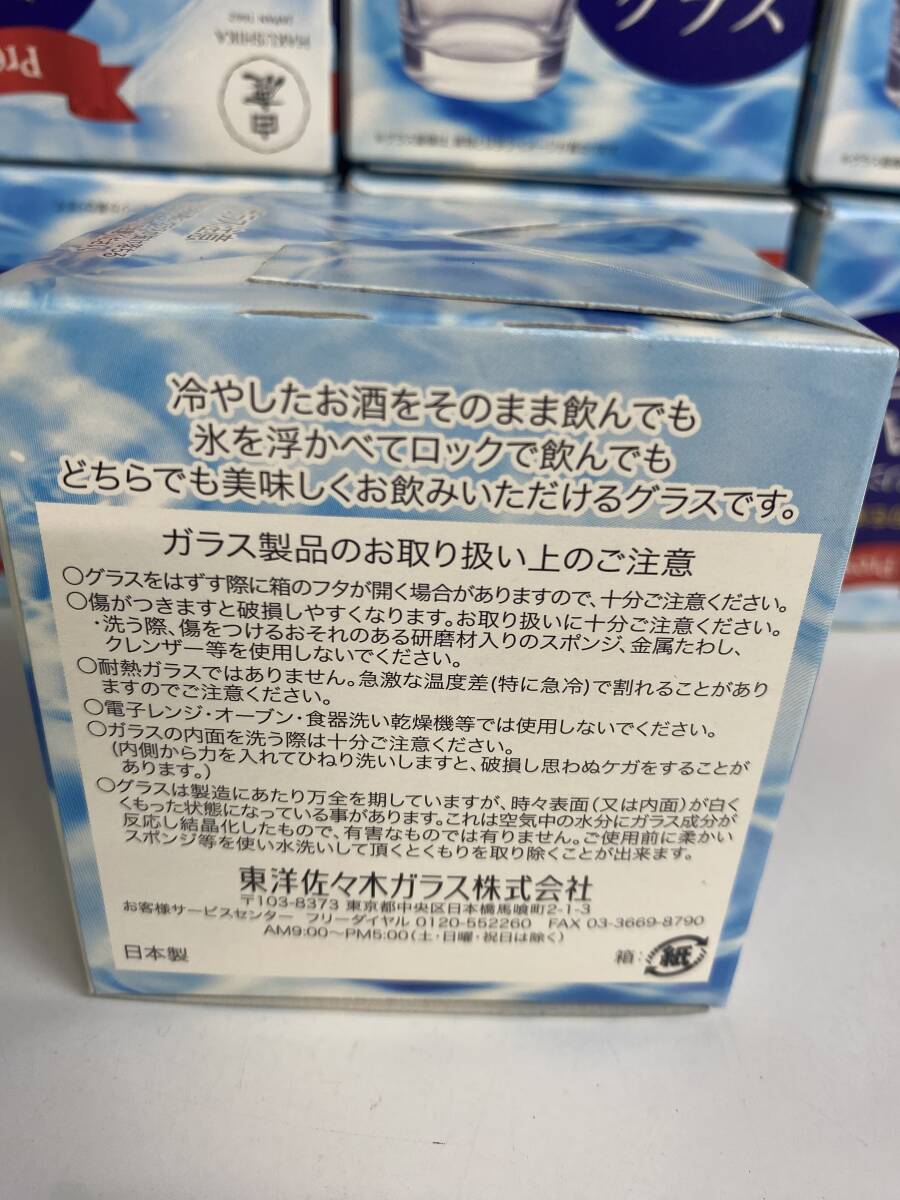 グラス
HAKUSHIKA
JAPAN 1662
白鹿
Pre
冷やしたお酒をそのまま飲んでも
氷を浮かべてロックで飲んでも
どちらでも美味しくお飲みいただけるグラスです。
ガラス製品のお取り扱い上のご注意
○グラスをはずす際に箱のフタが開く場合がありますので、十分ご注意ください。
○傷がつきますと破損しやすくなります。お取り扱いに十分ご注意ください。
・洗う際、傷をつけるおそれのある研磨材入りのスポンジ、金属たわし、
クレンザー等を使用しないでください。
○耐熱ガラスではありません。急激な温度差(特に急冷)で割れることがあり
ますのでご注意ください。
○電子レンジ・オーブン・食器洗い乾燥機等では使用しないでください。
○ガラスの内面を洗う際は十分ご注意ください。
(内側から力を入れてひねり洗いしますと、破損し思わぬケガをすることが
あります。)
○グラスは製造にあたり万全を期していますが、時々表面(又は内面)が白く
くもった状態になっている事があります。これは空気中の水分にガラス成分が
反応し結晶化したもので、有害なものでは有りません。ご使用前に柔かい
スポンジ等を使い水洗いして頂くとくもりを取り除くことが出来ます。
東洋佐々木ガラス株式会社
〒103-8373 東京都中央区日本橋馬喰町2-1-3
お客様サービスセンター フリーダイヤル 0120-552260 FAX 03-3669-8790
AM9:00〜PM5:00(土・日曜・祝日は除く)
日本製
箱:紙